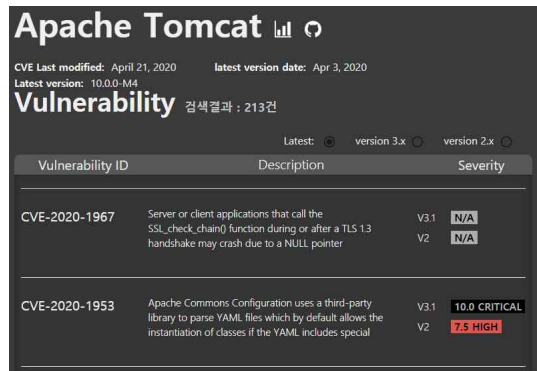 Apache Tomcat
CVE Last modified: April 21, 2020 latest version date: Apr 3, 2020
Latest version: 10.0.0-M4
Vulnerability 검색결과 : 213건
Latest: version 3.x version 2.x
Vulnerability ID Description Severity
CVE-2020-1967
Server or client applications that call the
SSL_check_chain() function during or after a TLS 1.3
handshake may crash due to a NULL pointer
V3.1 N/A
V2 N/A
CVE-2020-1953
Apache Commons Configuration uses a third-party
library to parse YAML files which by default allows the
instantiation of classes if the YAML includes special
V3.1 10.0 CRITICAL
V2 7.5 HIGH